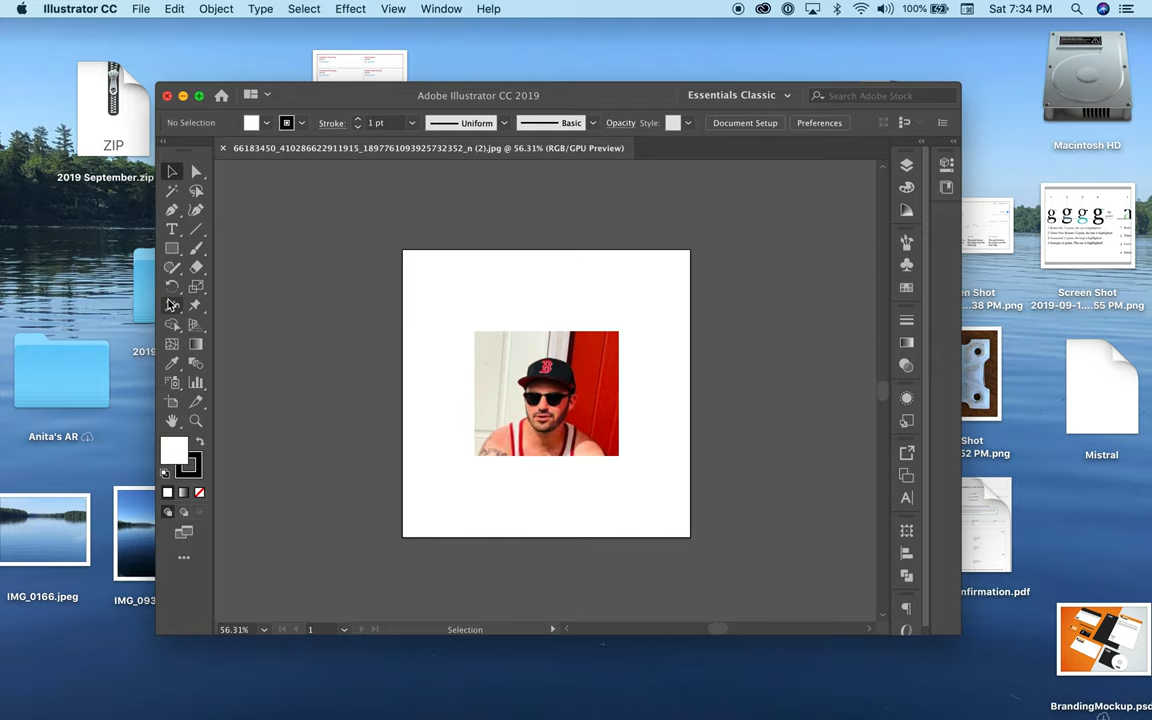 Illustrator CC File Edit Object Type Select Effect View Window Help 100% Sat 7:34 PM
Adobe Illustrator CC 2019 Essentials Classic Search Adobe Stock
No Selection Stroke: 1 pt Uniform Basic Opacity Style: Document Setup Preferences
66183450_410286622911915_1897761093925732352_n (2).jpg @ 56.31% (RGB/GPU Preview)
ZIP
2019 September.zip
Macintosh HD
g g g g a
Screen Shot
2019-09-1....55 PM.png
een Shot
...38 PM.png
B
2019
Anita's AR
Shot
52 PM.png
Mistral
IMG_0166.jpeg
IMG_093
nfirmation.pdf
56.31% 1 Selection
BrandingMockup.psd